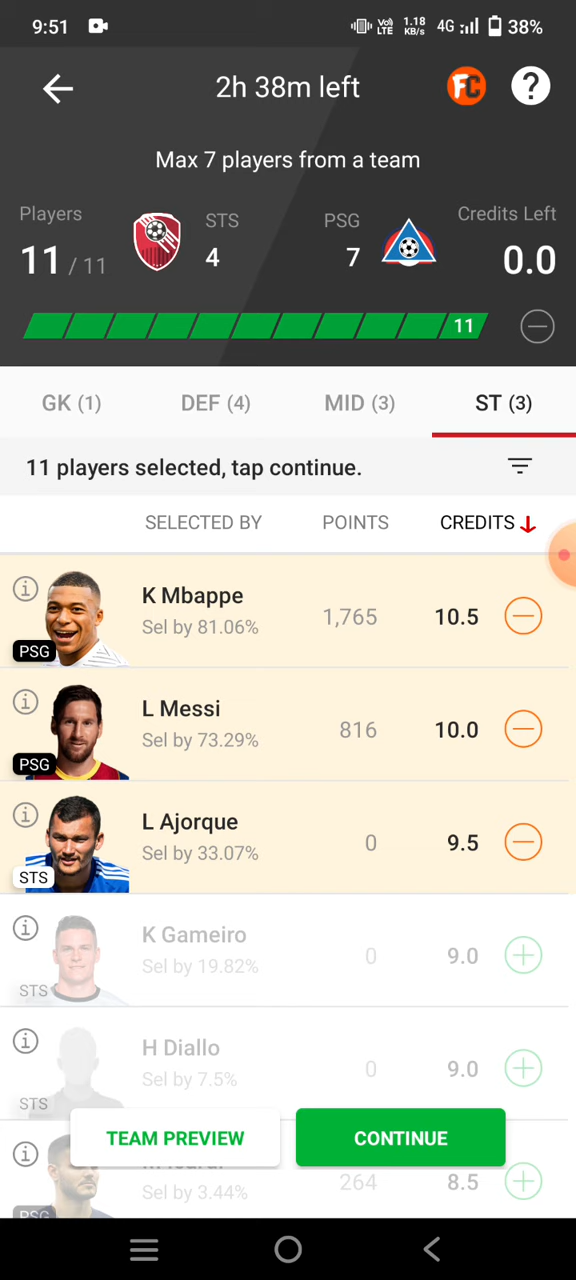 9:51 Vo) LTE 1.18 KB/s 4G 38%
2h 38m left FC ?
Max 7 players from a team
Players STS PSG Credits Left
11 / 11 4 7 0.0
11
GK (1) DEF (4) MID (3) ST (3)
11 players selected, tap continue.
SELECTED BY POINTS CREDITS
K Mbappe
Sel by 81.06% 1,765 10.5
PSG
L Messi
Sel by 73.29% 816 10.0
PSG
L Ajorque
Sel by 33.07% 0 9.5
STS
K Gameiro
Sel by 19.82% 0 9.0
STS
H Diallo
Sel by 7.5% 0 9.0
STS
TEAM PREVIEW CONTINUE
Sel by 3.44% 264 8.5
PSG